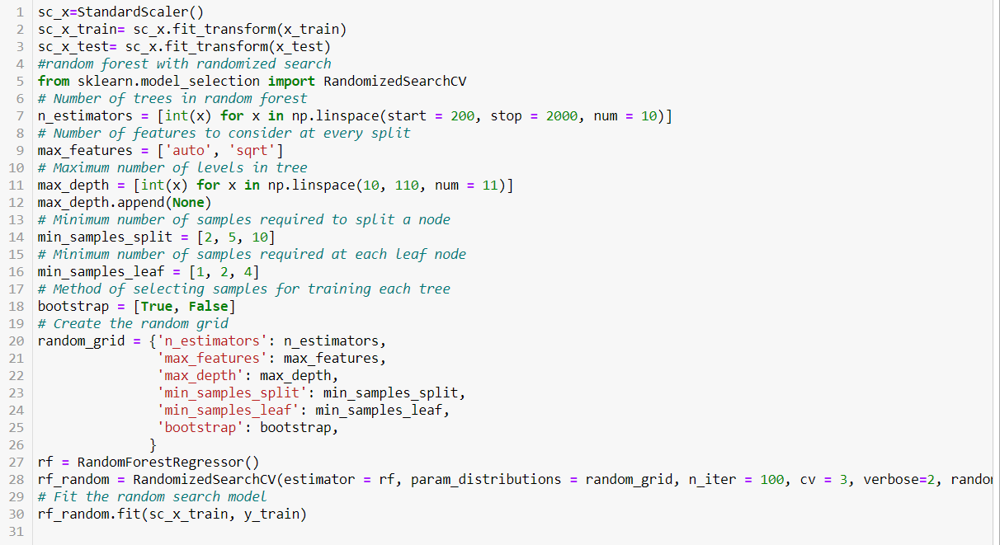 1 sc_x=StandardScaler()
2 sc_x_train= sc_x.fit_transform(x_train)
3 sc_x_test= sc_x.fit_transform(x_test)
4 #random forest with randomized search
5 from sklearn.model_selection import RandomizedSearchCV
6 # Number of trees in random forest
7 n_estimators = [int(x) for x in np.linspace(start = 200, stop = 2000, num = 10)]
8 # Number of features to consider at every split
9 max_features = ['auto', 'sqrt']
10 # Maximum number of levels in tree
11 max_depth = [int(x) for x in np.linspace(10, 110, num = 11)]
12 max_depth.append(None)
13 # Minimum number of samples required to split a node
14 min_samples_split = [2, 5, 10]
15 # Minimum number of samples required at each leaf node
16 min_samples_leaf = [1, 2, 4]
17 # Method of selecting samples for training each tree
18 bootstrap = [True, False]
19 # Create the random grid
20 random_grid = {'n_estimators': n_estimators,
21 'max_features': max_features,
22 'max_depth': max_depth,
23 'min_samples_split': min_samples_split,
24 'min_samples_leaf': min_samples_leaf,
25 'bootstrap': bootstrap,
26 }
27 rf = RandomForestRegressor()
28 rf_random = RandomizedSearchCV(estimator = rf, param_distributions = random_grid, n_iter = 100, cv = 3, verbose=2,
29 # Fit the random search model
30 rf_random.fit(sc_x_train, y_train)
31